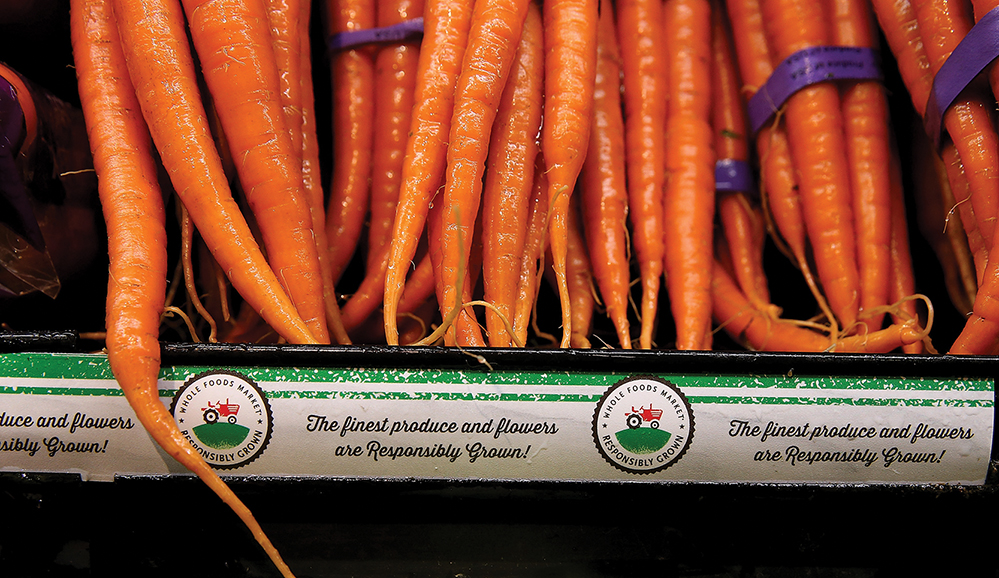 duce and flowers
sibly Grown!
WHOLE FOODS MARKET
RESPONSIBLY GROWN
The finest produce and flowers
are Responsibly Grown!
WHOLE FOODS MARKET
RESPONSIBLY GROWN
The finest produce and flowers
are Responsibly Grown!